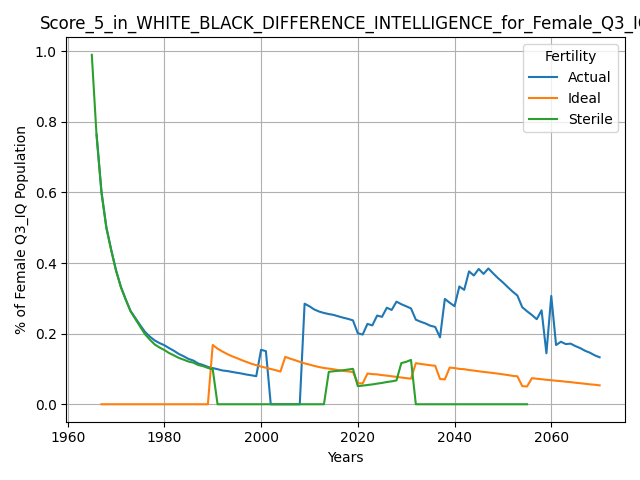 Score_5_in_WHITE_BLACK_DIFFERENCE_INTELLIGENCE_for_Female_Q3_IQ
Fertility
Actual
Ideal
Sterile
% of Female Q3_IQ Population
1.0
0.8
0.6
0.4
0.2
0.0
1960 1980 2000 2020 2040 2060
Years